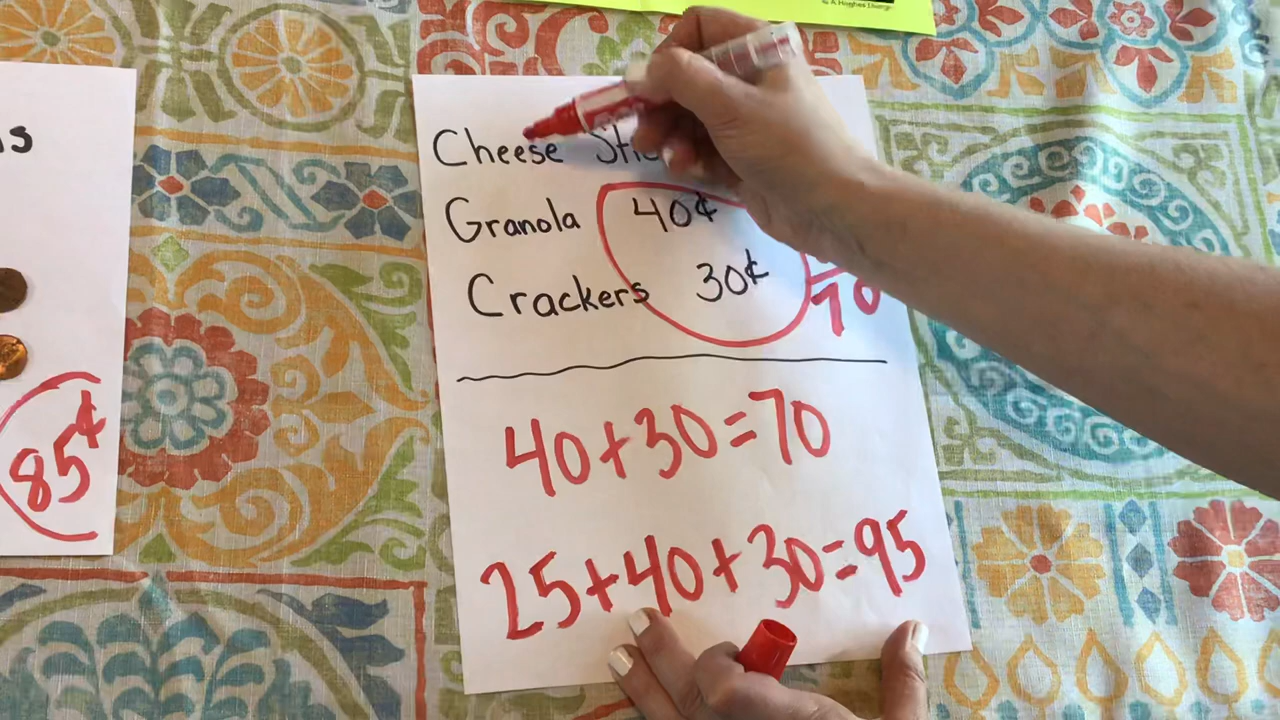 Cheese
Granola 40¢
Crackers 30¢
70
40+30=70
25+40+30=95
85¢